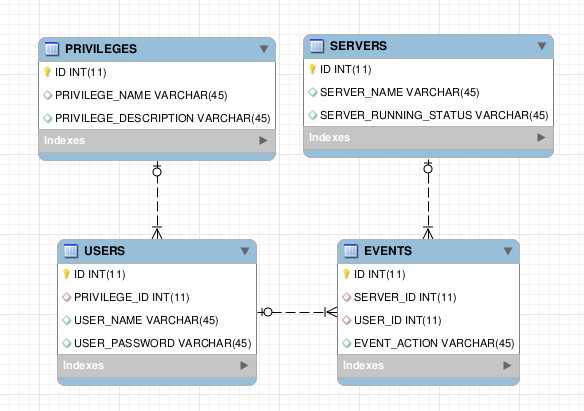 PRIVILEGES
ID INT(11)
PRIVILEGE_NAME VARCHAR(45)
PRIVILEGE_DESCRIPTION VARCHAR(45)
Indexes
SERVERS
ID INT(11)
SERVER_NAME VARCHAR(45)
SERVER_RUNNING_STATUS VARCHAR(45)
Indexes
USERS
ID INT(11)
PRIVILEGE_ID INT(11)
USER_NAME VARCHAR(45)
USER_PASSWORD VARCHAR(45)
Indexes
EVENTS
ID INT(11)
SERVER_ID INT(11)
USER_ID INT(11)
EVENT_ACTION VARCHAR(45)
Indexes